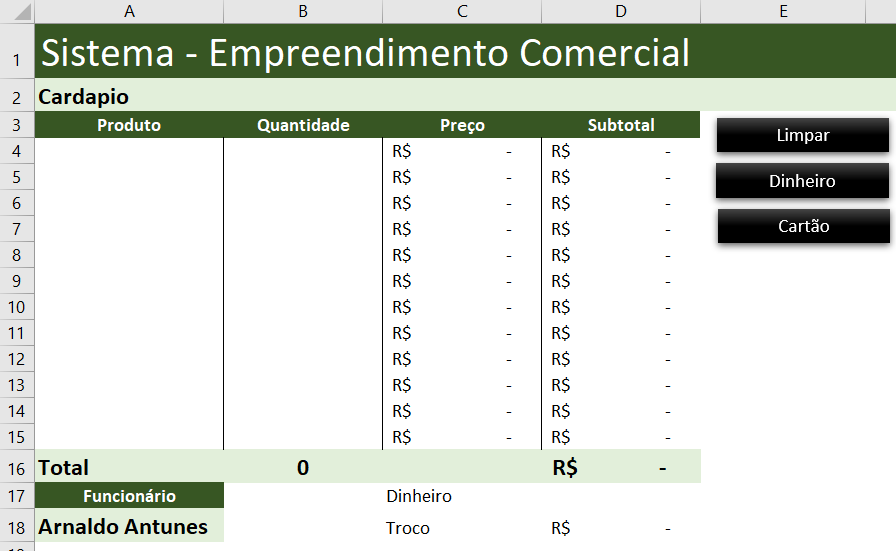 A B C D E
1 Sistema - Empreendimento Comercial
2 Cardapio
3 Produto Quantidade Preço Subtotal
Limpar
4 R$ - R$ -
5 R$ - R$ -
Dinheiro
6 R$ - R$ -
7 R$ - R$ -
Cartão
8 R$ - R$ -
9 R$ - R$ -
10 R$ - R$ -
11 R$ - R$ -
12 R$ - R$ -
13 R$ - R$ -
14 R$ - R$ -
15 R$ - R$ -
16 Total 0 R$ -
17 Funcionário Dinheiro
18 Arnaldo Antunes Troco R$ -